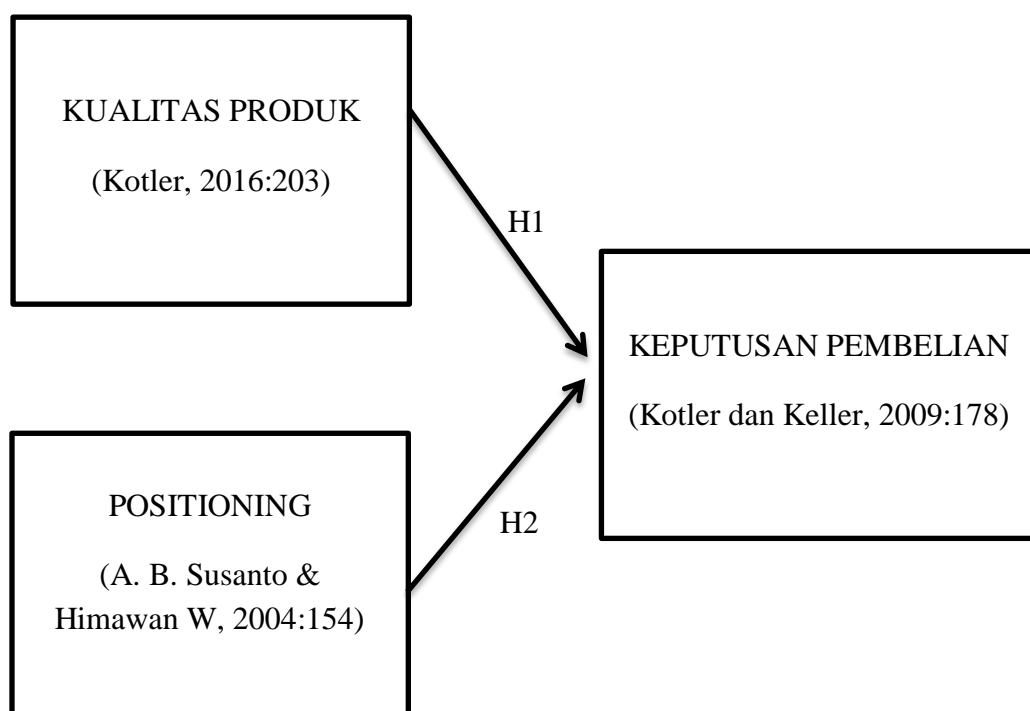 KUALITAS PRODUK
(Kotler, 2016:203)
H1
KEPUTUSAN PEMBELIAN
(Kotler dan Keller, 2009:178)
POSITIONING
(A. B. Susanto &
Himawan W, 2004:154)
H2